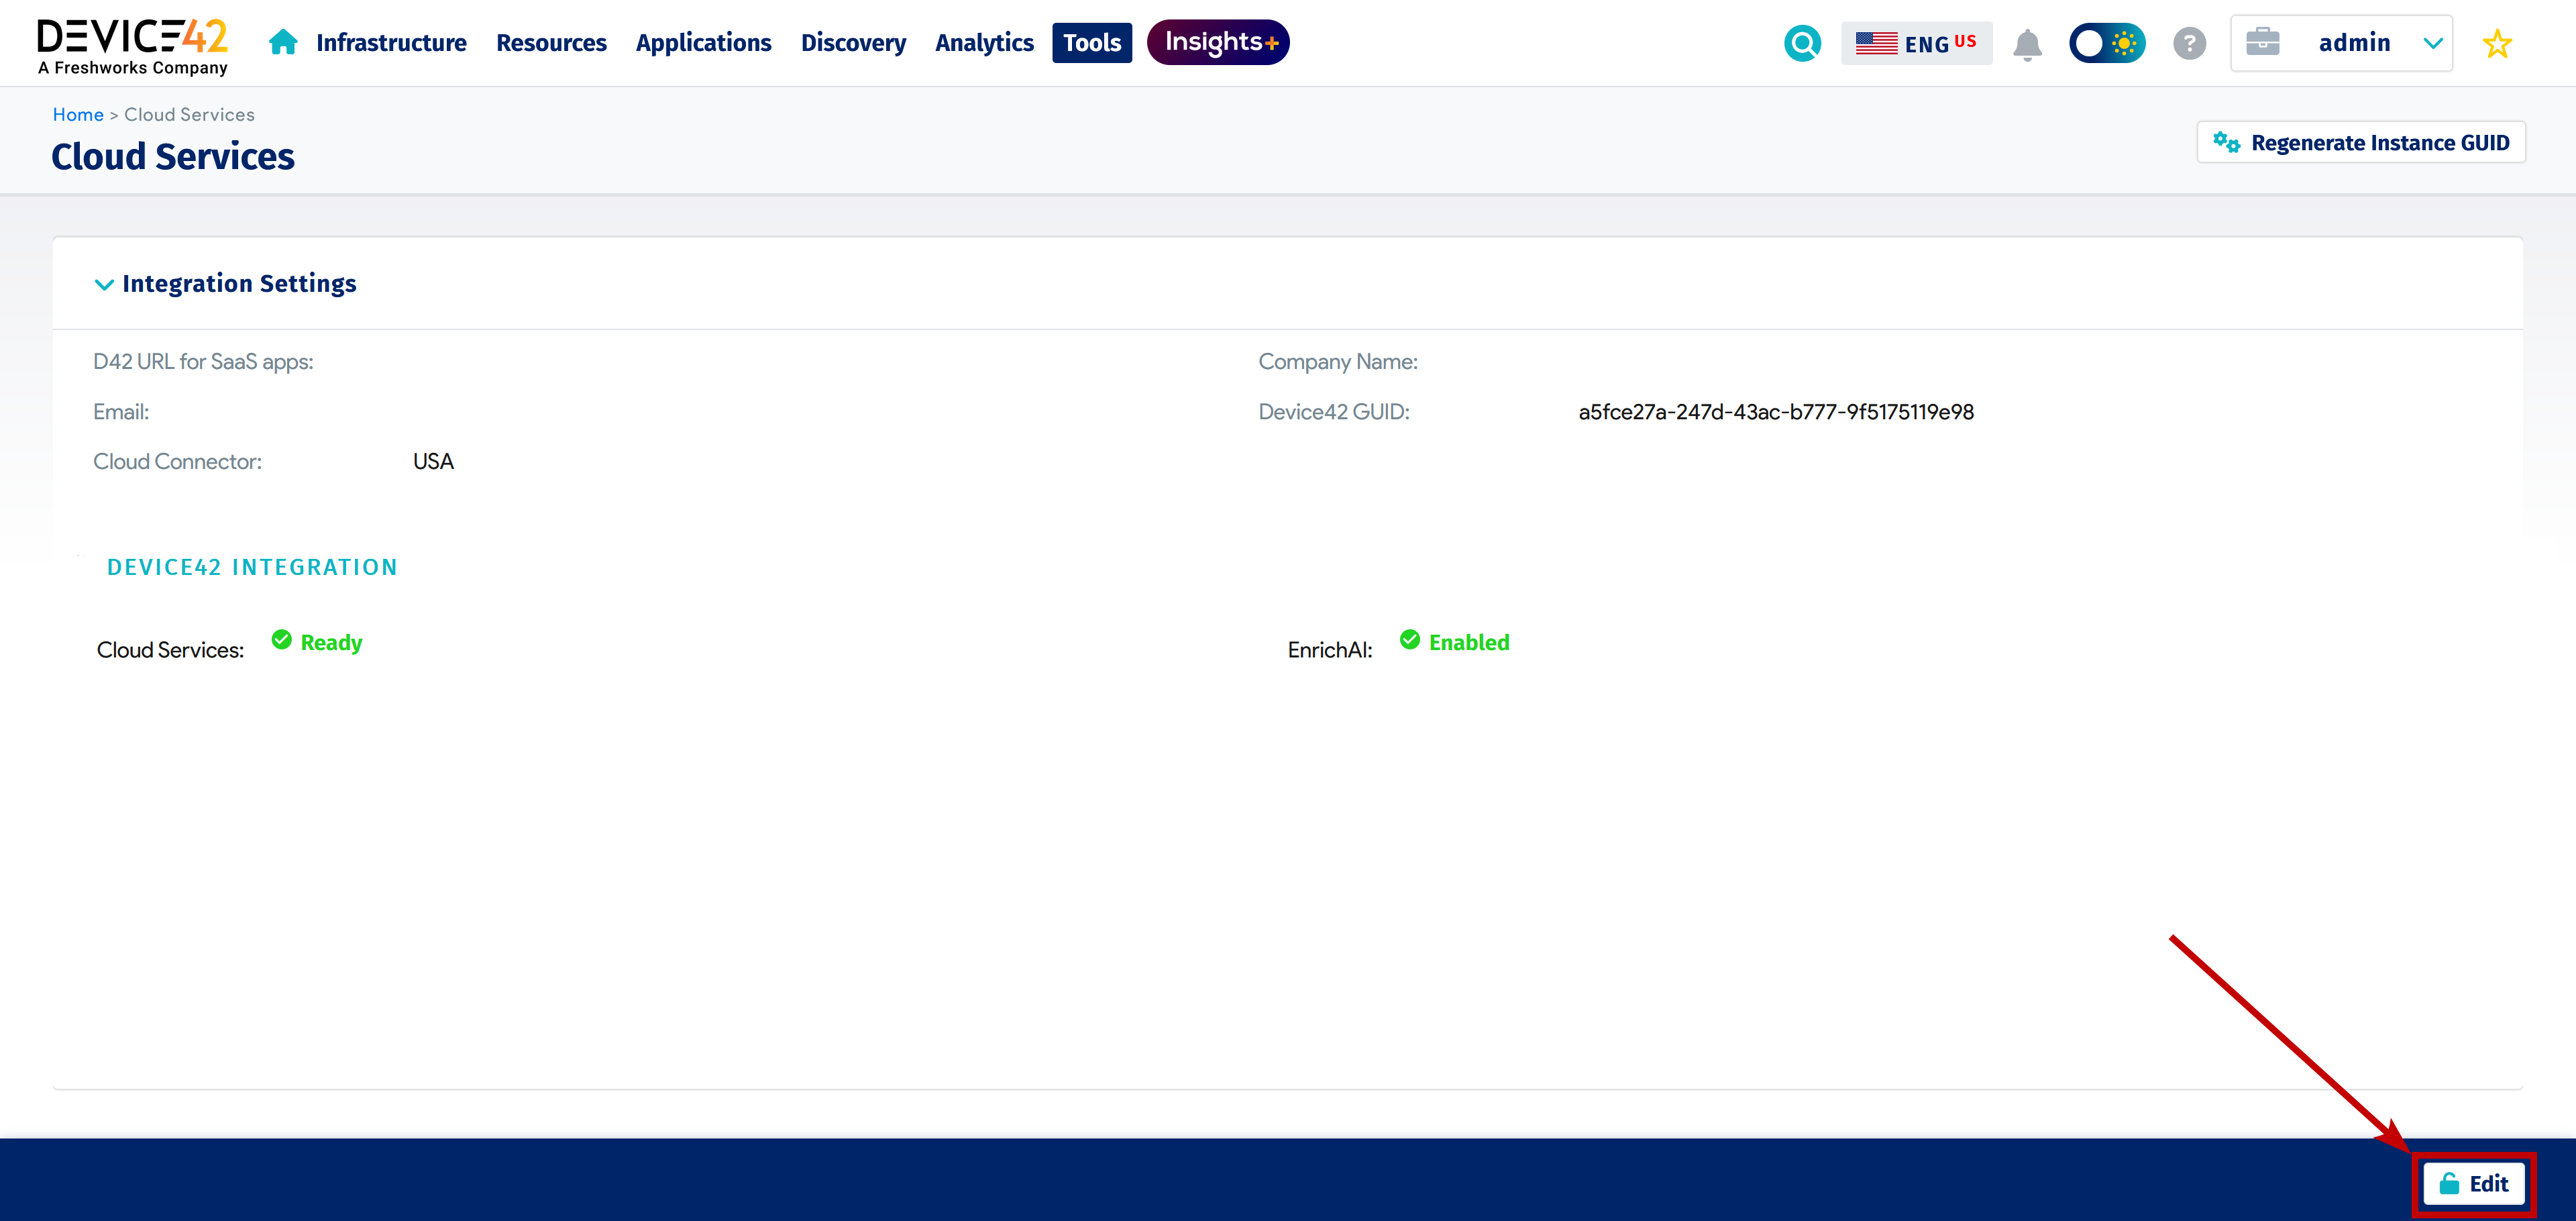 DEVICE42
A Freshworks Company
Infrastructure Resources Applications Discovery Analytics Tools Insights+
ENG US
?
admin
Home > Cloud Services
Cloud Services
Regenerate Instance GUID
Integration Settings
D42 URL for SaaS apps:
Company Name:
Email:
Device42 GUID: a5fce27a-247d-43ac-b777-9f5175119e98
Cloud Connector: USA
DEVICE42 INTEGRATION
Cloud Services: Ready
EnrichAI: Enabled
Edit